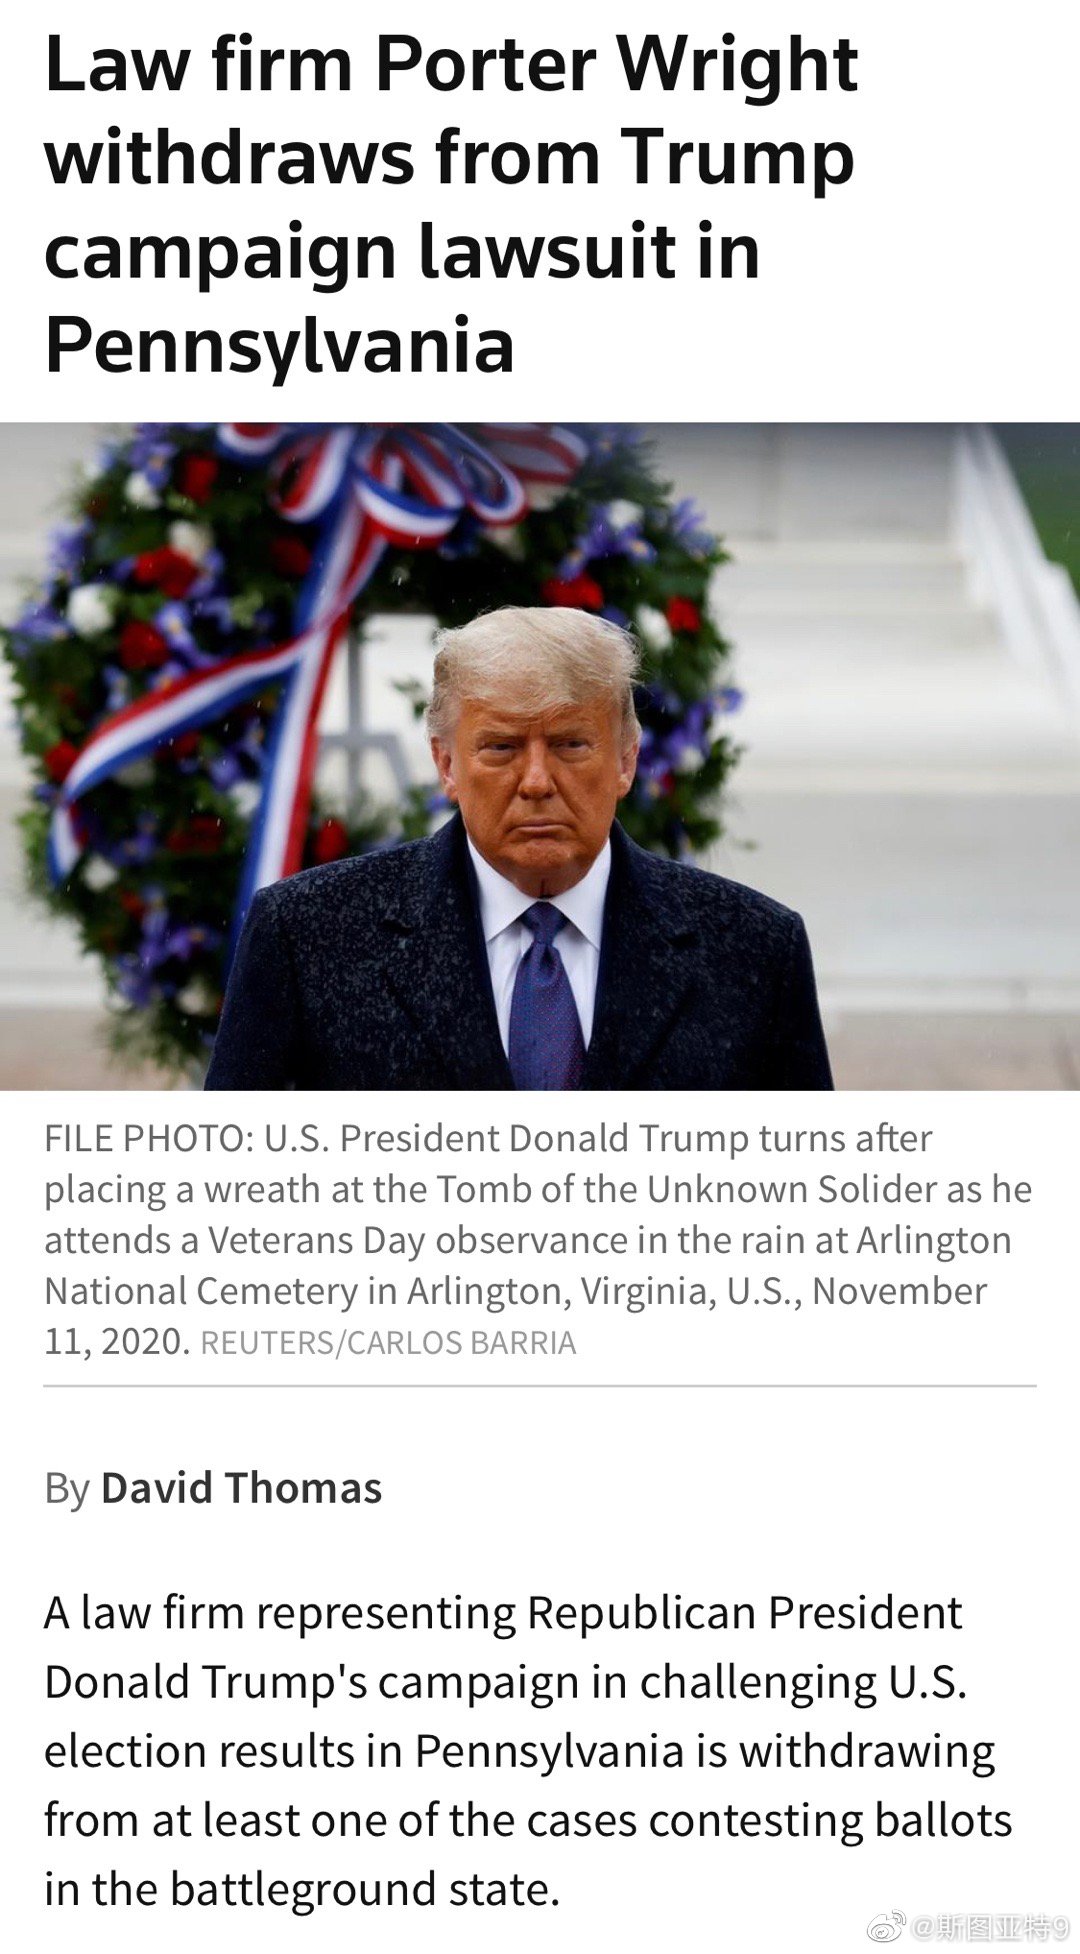 Law firm Porter Wright
withdraws from Trump
campaign lawsuit in
Pennsylvania
FILE PHOTO: U.S. President Donald Trump turns after
placing a wreath at the Tomb of the Unknown Solider as he
attends a Veterans Day observance in the rain at Arlington
National Cemetery in Arlington, Virginia, U.S., November
11, 2020. REUTERS/CARLOS BARRIA
By David Thomas
A law firm representing Republican President
Donald Trump's campaign in challenging U.S.
election results in Pennsylvania is withdrawing
from at least one of the cases contesting ballots
in the battleground state.
@斯图亚特9